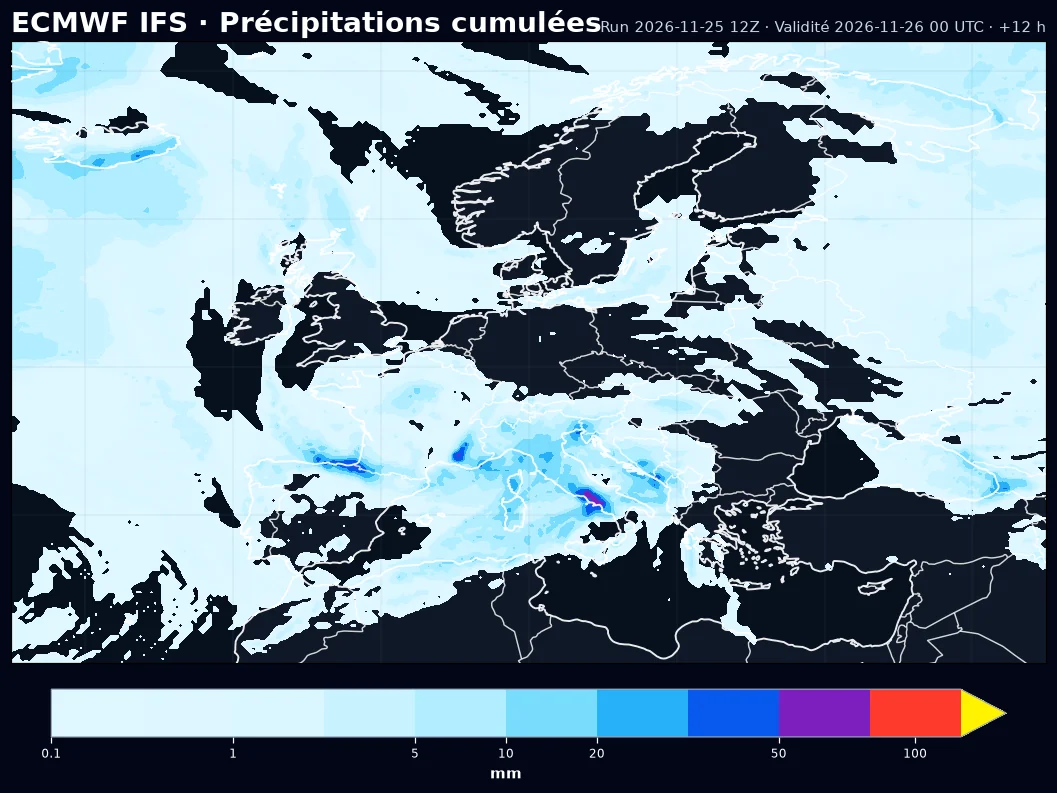 ECMWF IFS · Précipitations cumulées
Run 2026-11-25 12Z · Validité 2026-11-26 00 UTC · +12 h
0.1 1 5 10 20 50 100
mm